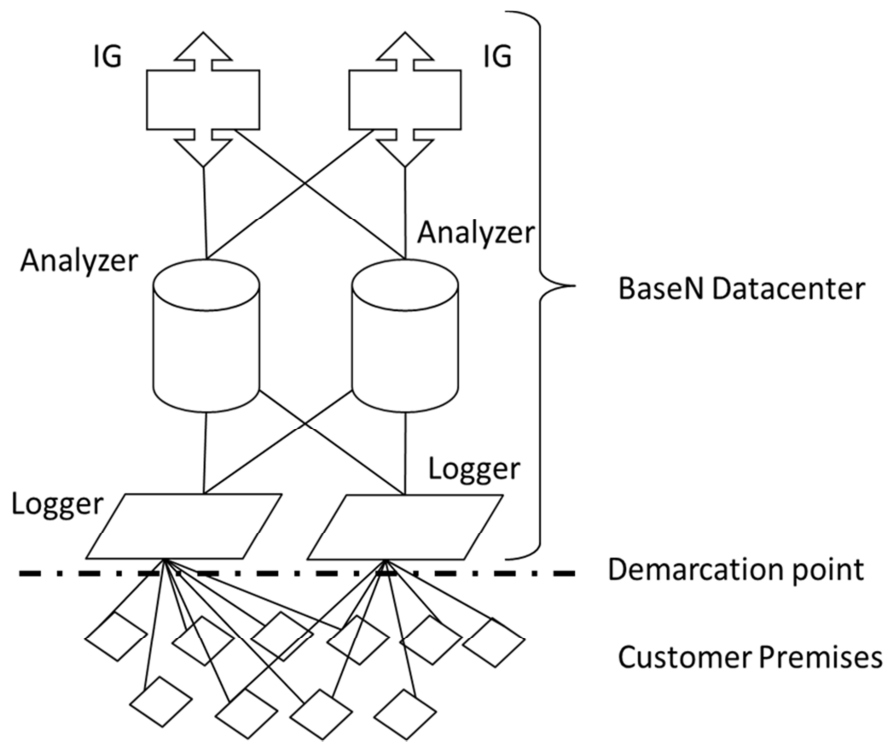 IG
IG
Analyzer
Analyzer
BaseN Datacenter
Logger
Logger
Demarcation point
Customer Premises